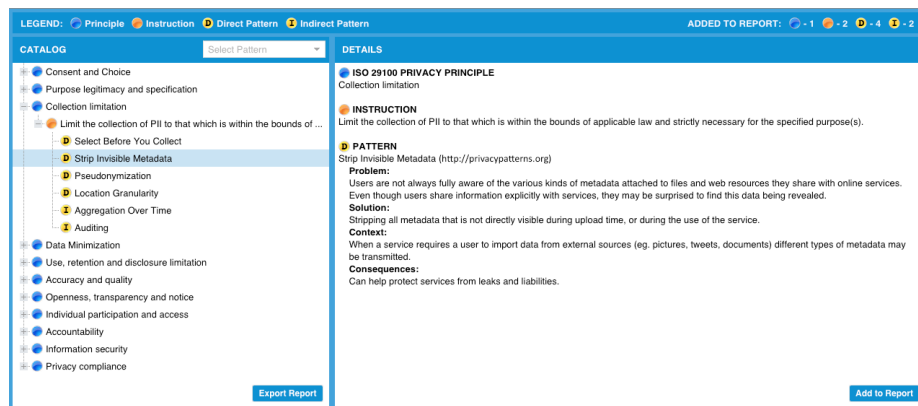 LEGEND: Principle Instruction D Direct Pattern I Indirect Pattern
ADDED TO REPORT: - 1 - 2 D - 4 I - 2
CATALOG
Select Pattern
Consent and Choice
Purpose legitimacy and specification
Collection limitation
Limit the collection of PII to that which is within the bounds of ...
D Select Before You Collect
D Strip Invisible Metadata
D Pseudonymization
D Location Granularity
I Aggregation Over Time
I Auditing
Data Minimization
Use, retention and disclosure limitation
Accuracy and quality
Openness, transparency and notice
Individual participation and access
Accountability
Information security
Privacy compliance
Export Report
DETAILS
ISO 29100 PRIVACY PRINCIPLE
Collection limitation
INSTRUCTION
Limit the collection of PII to that which is within the bounds of applicable law and strictly necessary for the specified purpose(s).
D PATTERN
Strip Invisible Metadata (http://privacypatterns.org)
Problem:
Users are not always fully aware of the various kinds of metadata attached to files and web resources they share with online services.
Even though users share information explicitly with services, they may be surprised to find this data being revealed.
Solution:
Stripping all metadata that is not directly visible during upload time, or during the use of the service.
Context:
When a service requires a user to import data from external sources (eg. pictures, tweets, documents) different types of metadata may
be transmitted.
Consequences:
Can help protect services from leaks and liabilities.
Add to Report